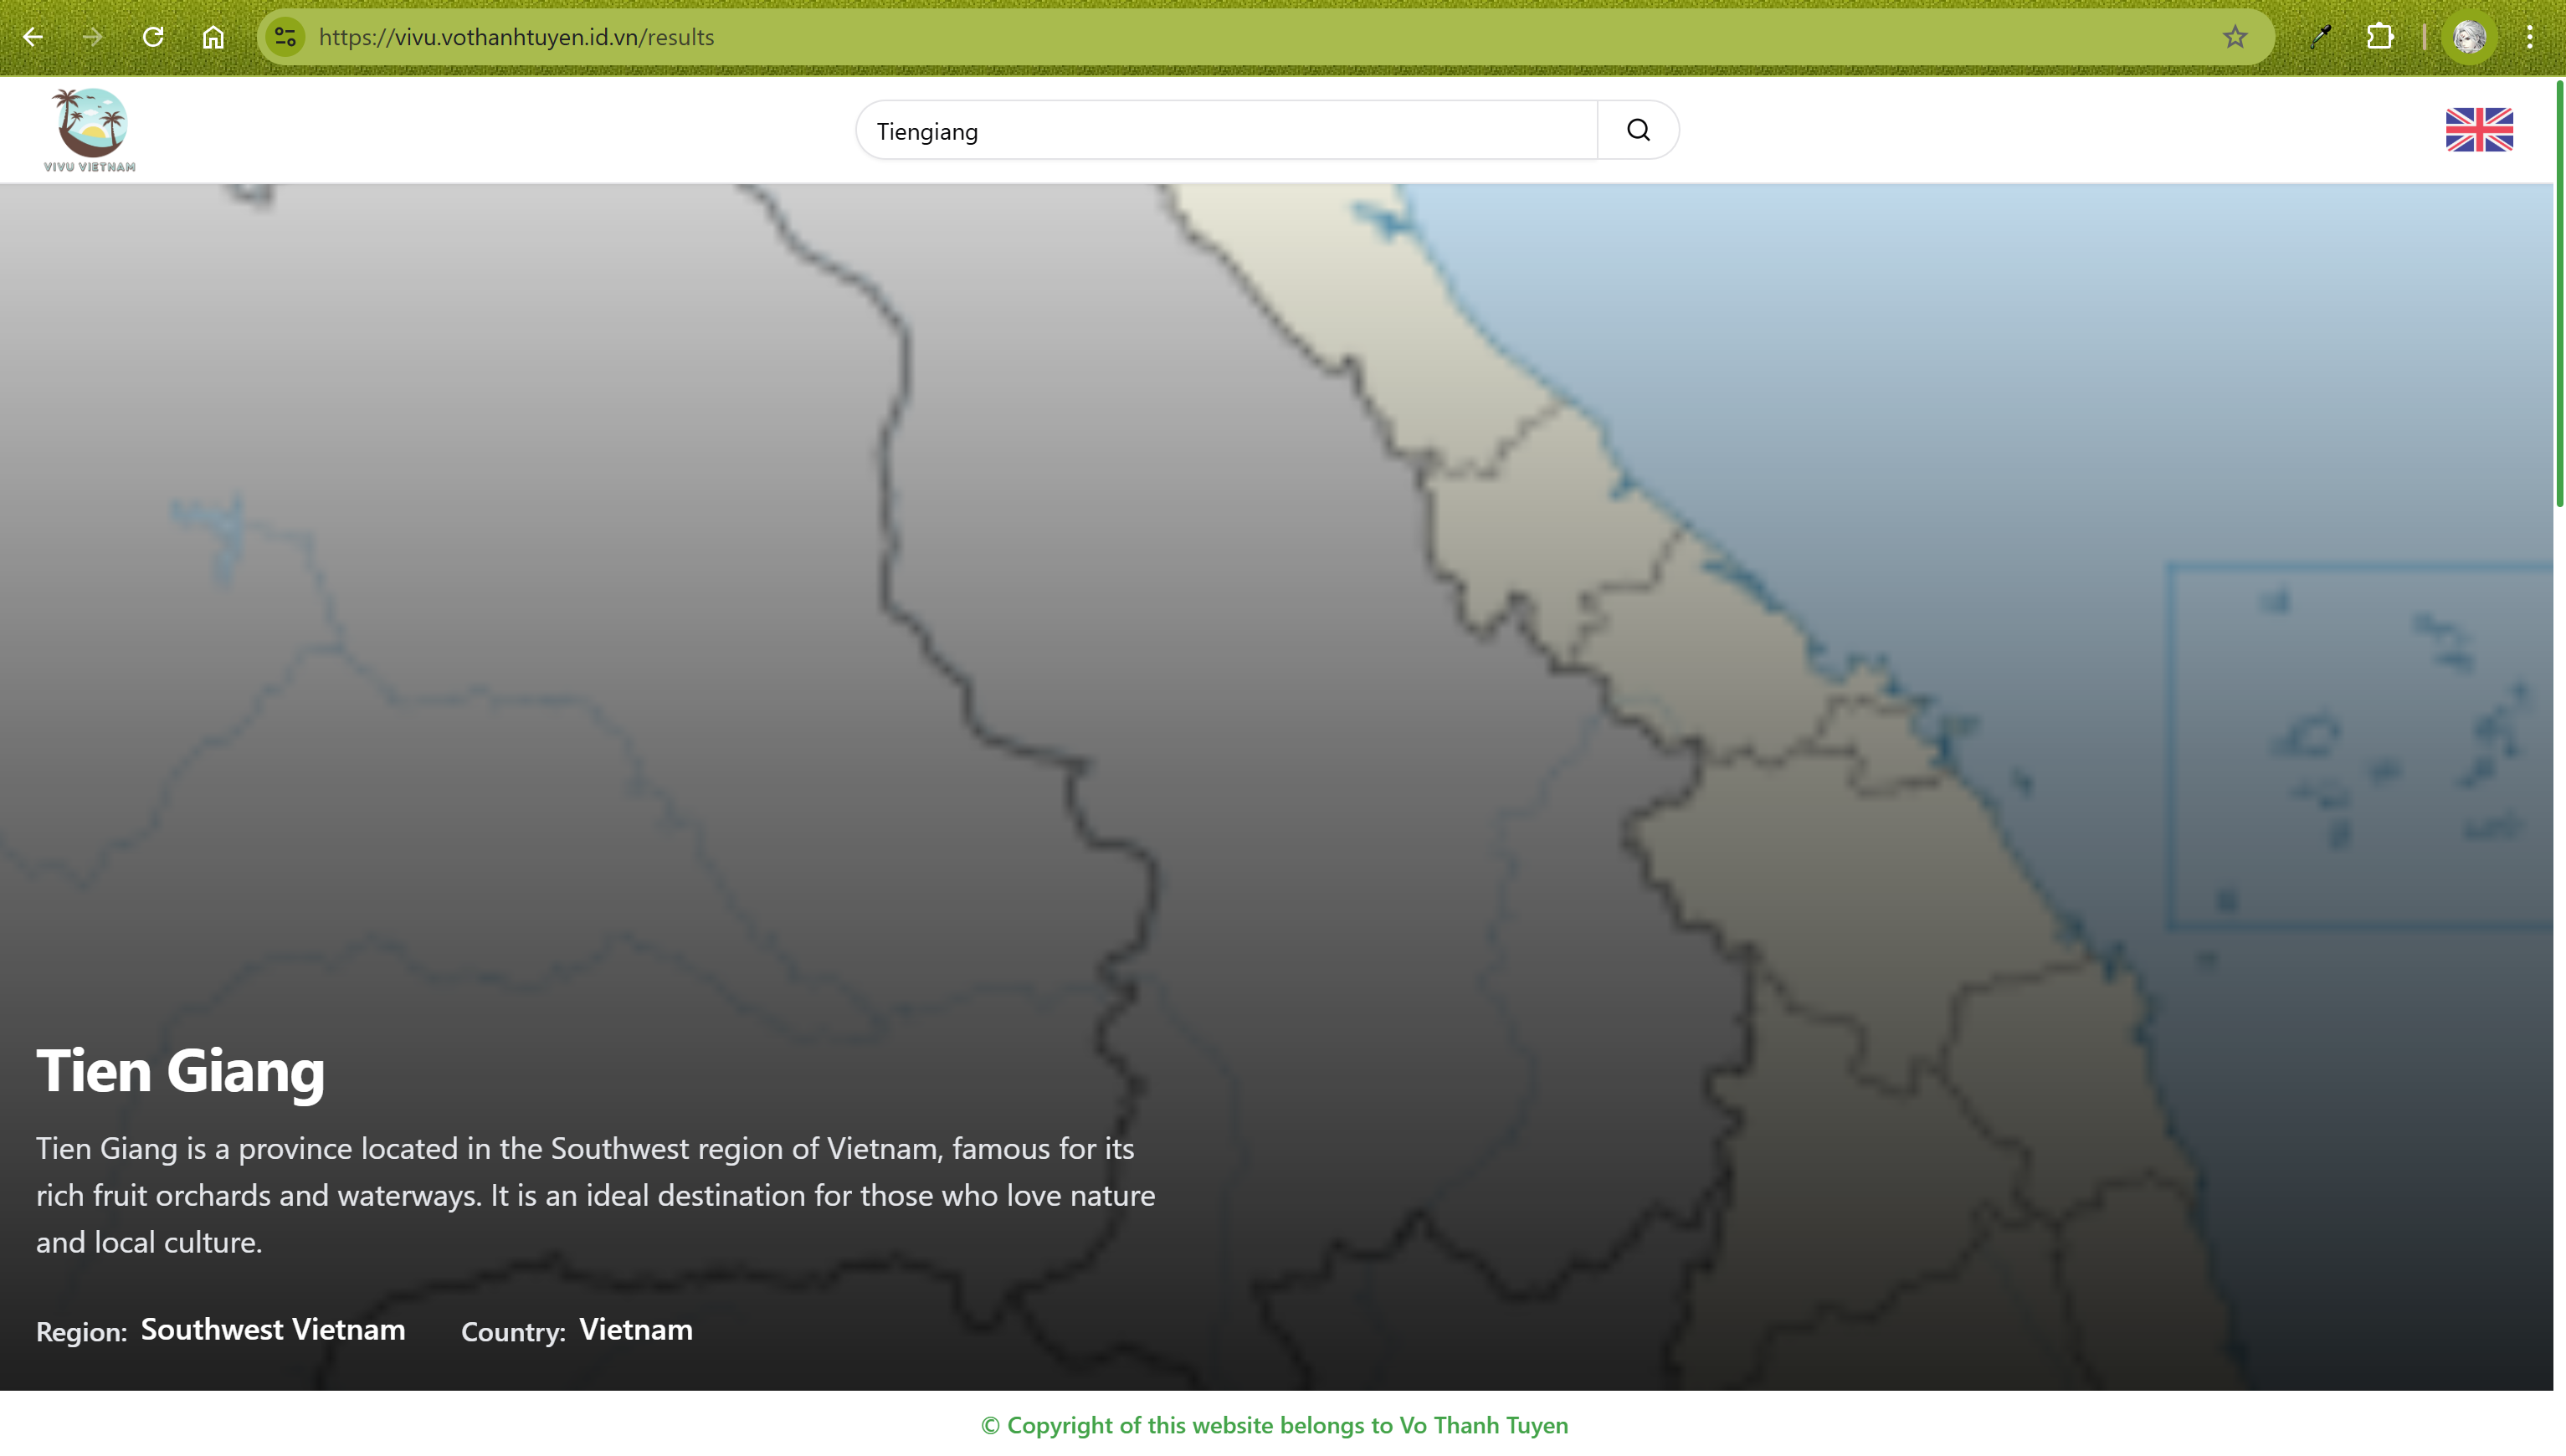 https://vivu.vothanhtuyen.id.vn/results
VIVU VIETNAM
Tiengiang
Tien Giang
Tien Giang is a province located in the Southwest region of Vietnam, famous for its
rich fruit orchards and waterways. It is an ideal destination for those who love nature
and local culture.
Region: Southwest Vietnam Country: Vietnam
© Copyright of this website belongs to Vo Thanh Tuyen